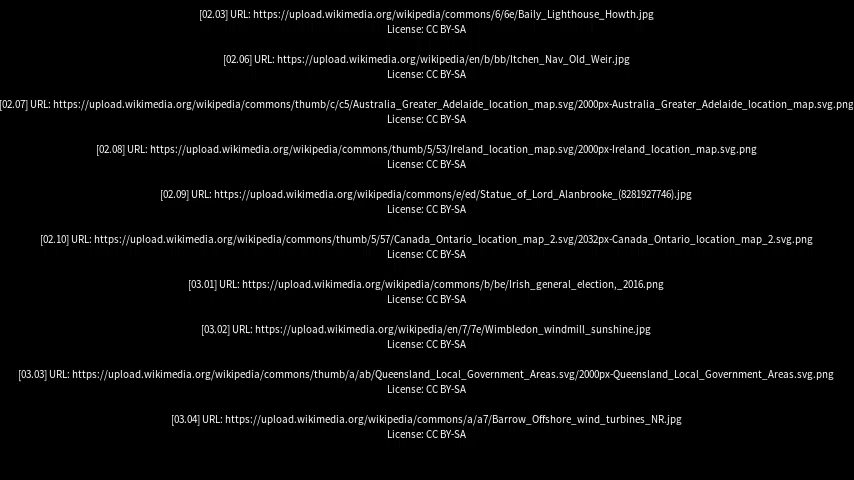 [02.03] URL: https://upload.wikimedia.org/wikipedia/commons/6/6e/Baily_Lighthouse_Howth.jpg
License: CC BY-SA
[02.06] URL: https://upload.wikimedia.org/wikipedia/en/b/bb/Itchen_Nav_Old_Weir.jpg
License: CC BY-SA
[02.07] URL: https://upload.wikimedia.org/wikipedia/commons/thumb/c/c5/Australia_Greater_Adelaide_location_map.svg/2000px-Australia_Greater_Adelaide_location_map.svg.png
License: CC BY-SA
[02.08] URL: https://upload.wikimedia.org/wikipedia/commons/thumb/5/53/Ireland_location_map.svg/2000px-Ireland_location_map.svg.png
License: CC BY-SA
[02.09] URL: https://upload.wikimedia.org/wikipedia/commons/e/ed/Statue_of_Lord_Alanbrooke_(8281927746).jpg
License: CC BY-SA
[02.10] URL: https://upload.wikimedia.org/wikipedia/commons/thumb/5/57/Canada_Ontario_location_map_2.svg/2032px-Canada_Ontario_location_map_2.svg.png
License: CC BY-SA
[03.01] URL: https://upload.wikimedia.org/wikipedia/commons/b/be/Irish_general_election,_2016.png
License: CC BY-SA
[03.02] URL: https://upload.wikimedia.org/wikipedia/en/7/7e/Wimbledon_windmill_sunshine.jpg
License: CC BY-SA
[03.03] URL: https://upload.wikimedia.org/wikipedia/commons/thumb/a/ab/Queensland_Local_Government_Areas.svg/2000px-Queensland_Local_Government_Areas.svg.png
License: CC BY-SA
[03.04] URL: https://upload.wikimedia.org/wikipedia/commons/a/a7/Barrow_Offshore_wind_turbines_NR.jpg
License: CC BY-SA